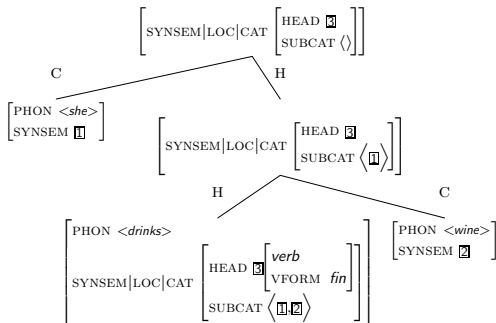 SYNSEM|LOC|CAT
HEAD 3
SUBCAT ⟨⟩
C
H
PHON <she>
SYNSEM 1
SYNSEM|LOC|CAT
HEAD 3
SUBCAT ⟨1⟩
H
C
PHON <drinks>
SYNSEM|LOC|CAT
HEAD 3
verb
VFORM fin
SUBCAT ⟨1,2⟩
PHON <wine>
SYNSEM 2